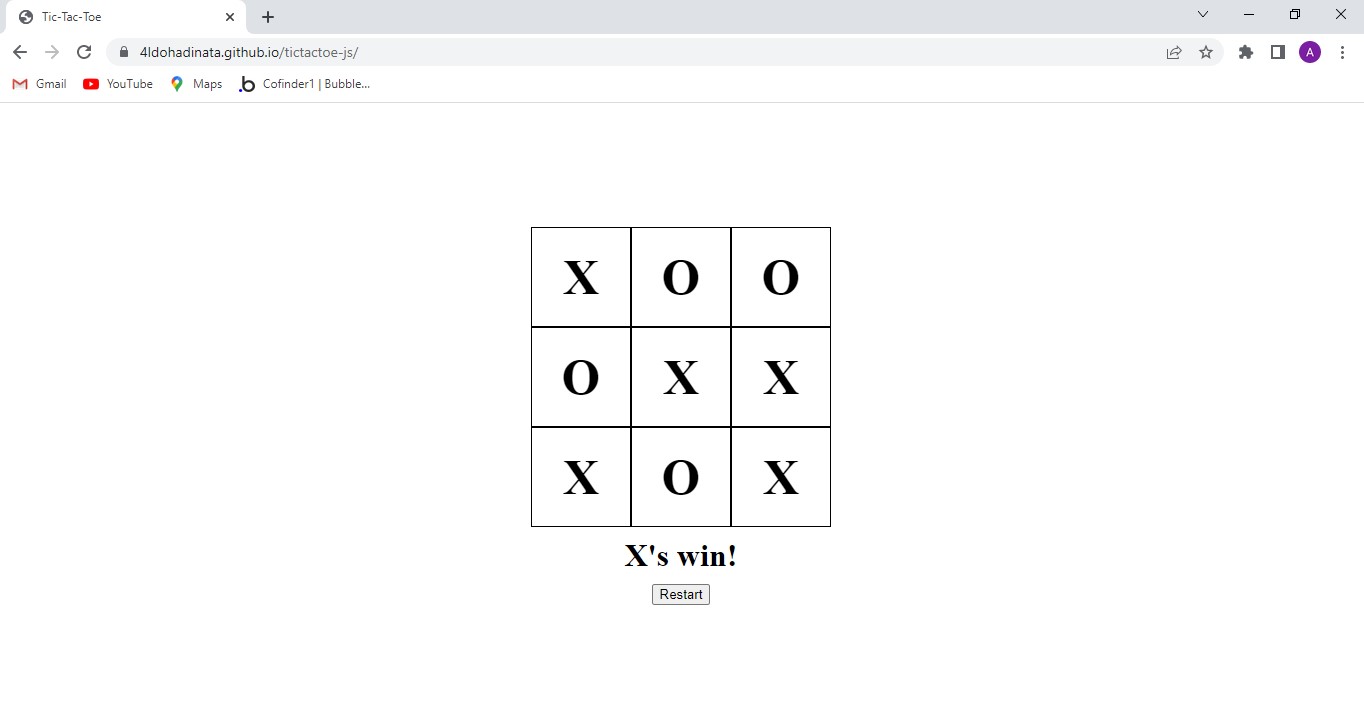 Tic-Tac-Toe
4ldohadinata.github.io/tictactoe-js/
A
Gmail YouTube Maps Cofinder1 | Bubble...
X O O
O X X
X O X
X's win!
Restart